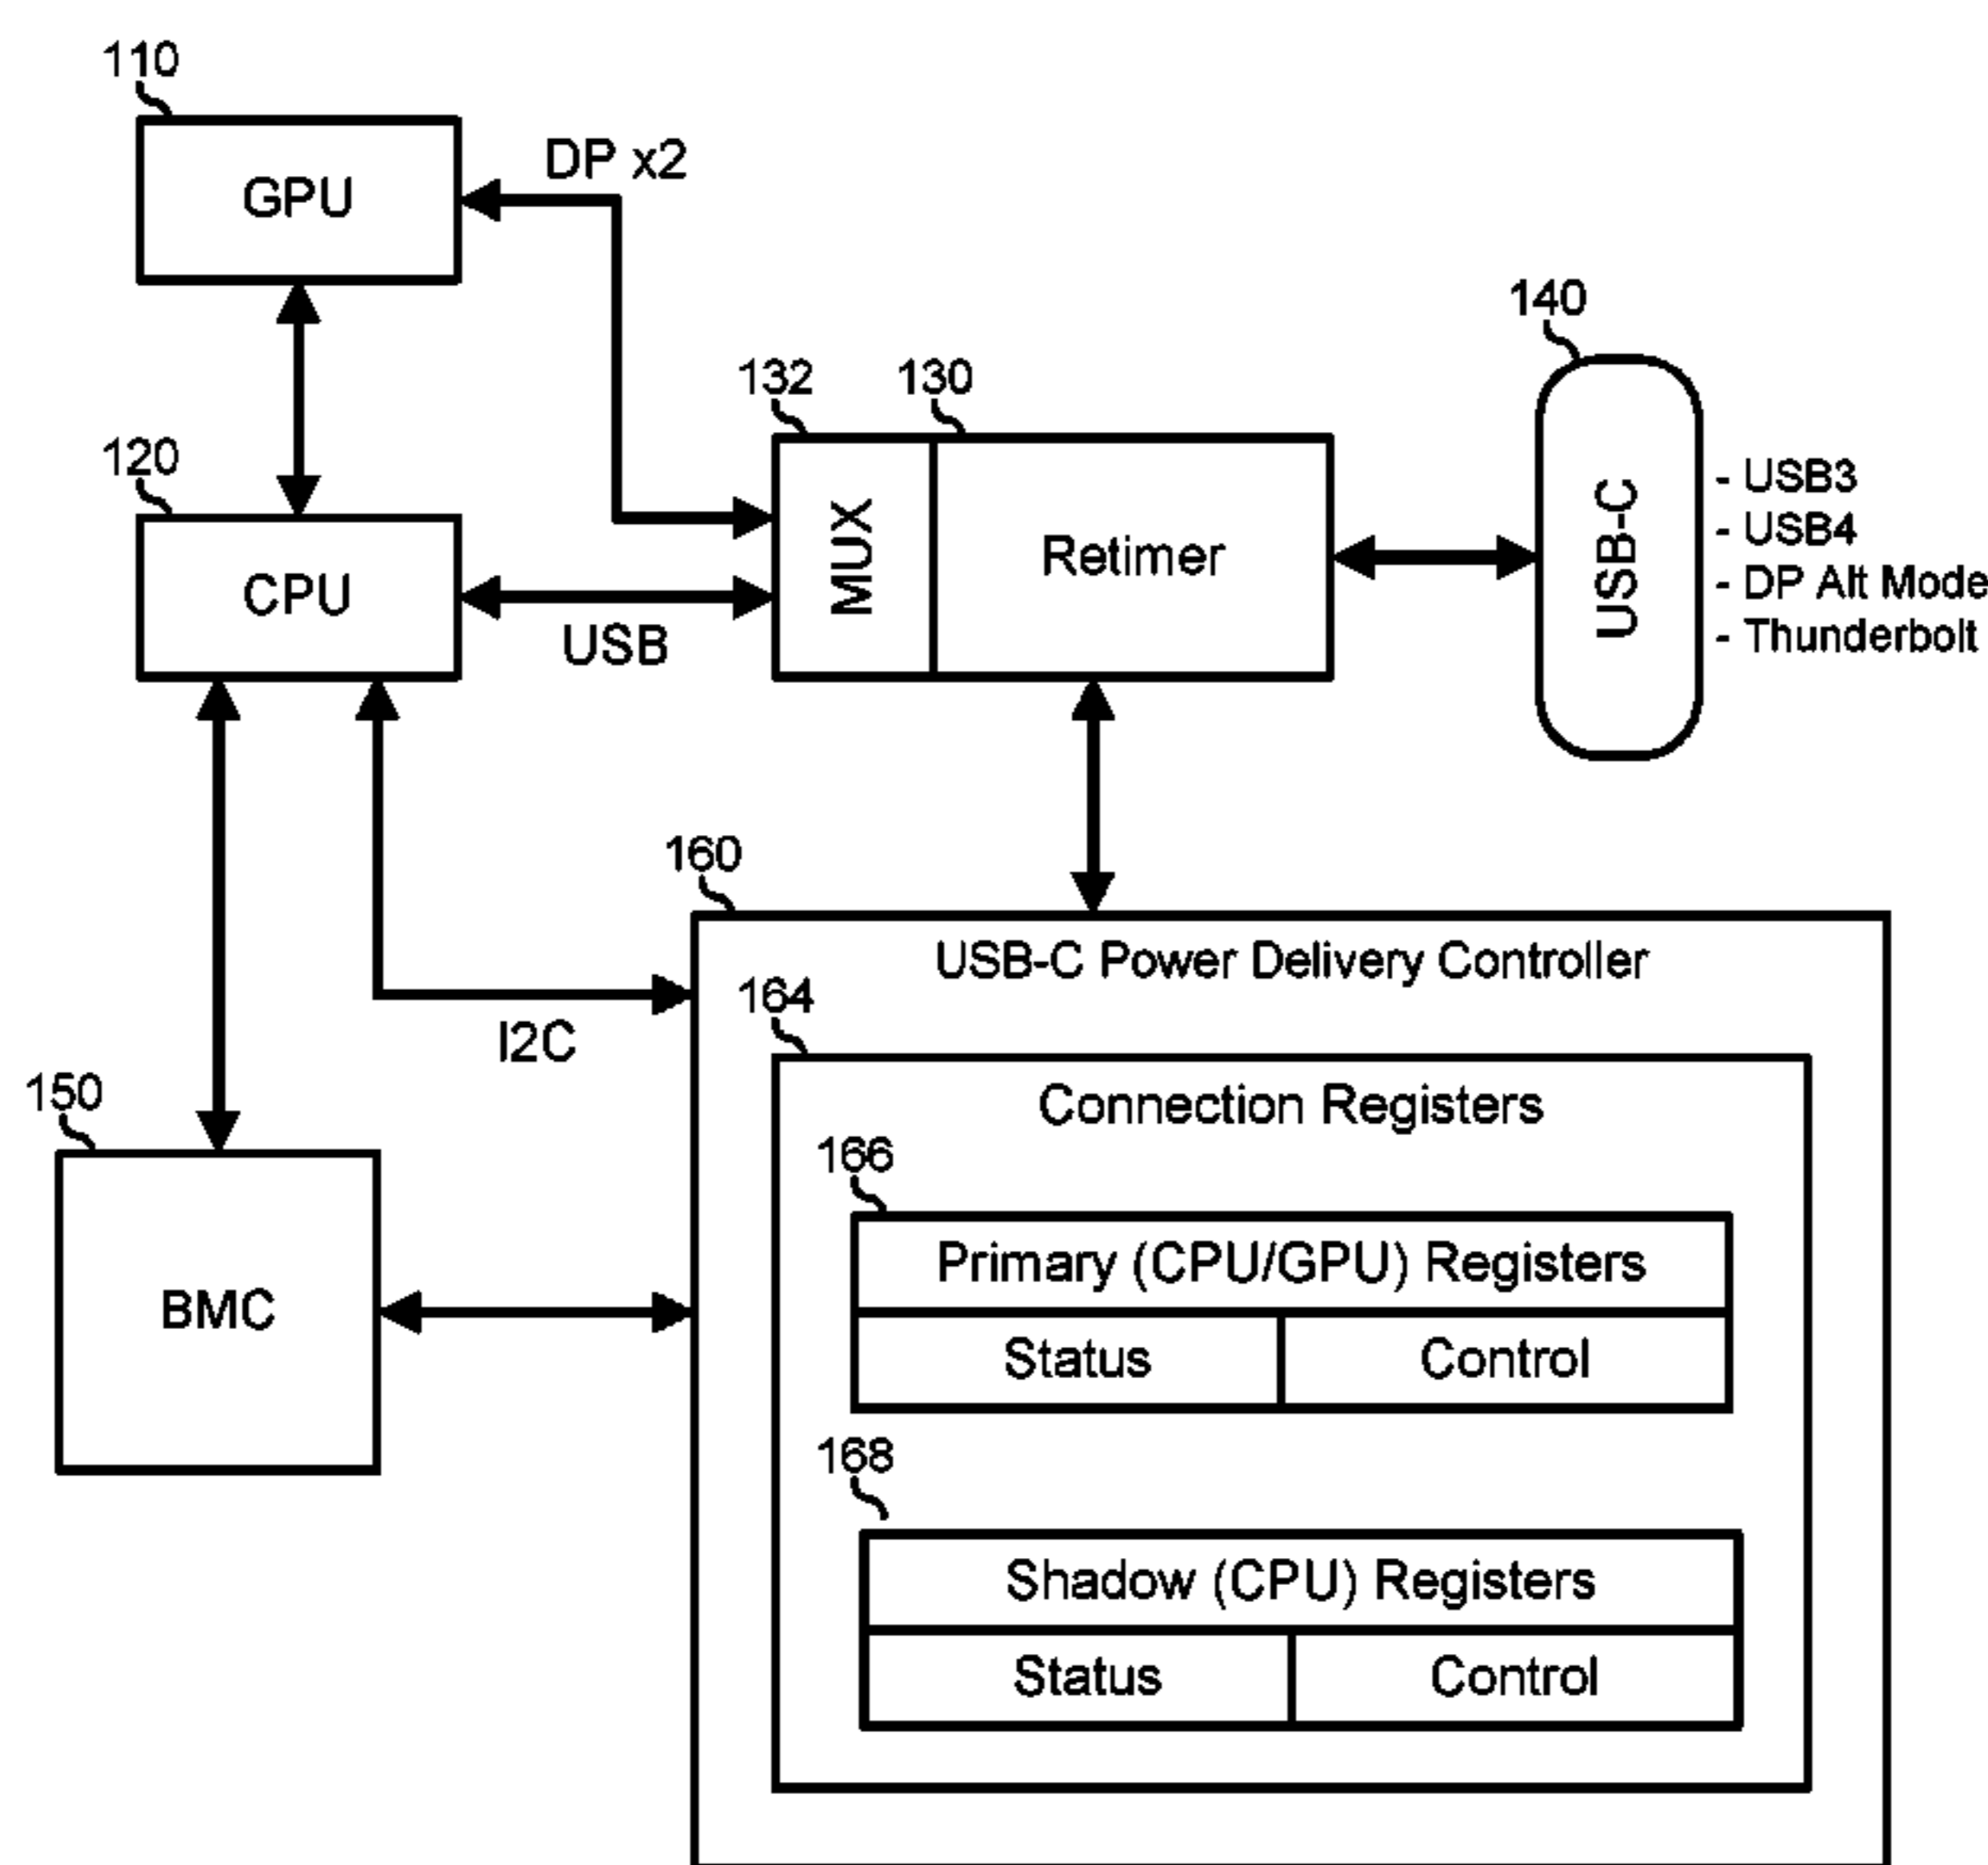 110
GPU
DP x2
140
132
130
120
CPU
USB
MUX
Retimer
USB-C
- USB3
- USB4
- DP Alt Mode
- Thunderbolt
160
USB-C Power Delivery Controller
164
I2C
Connection Registers
150
BMC
166
Primary (CPU/GPU) Registers
Status
Control
168
Shadow (CPU) Registers
Status
Control